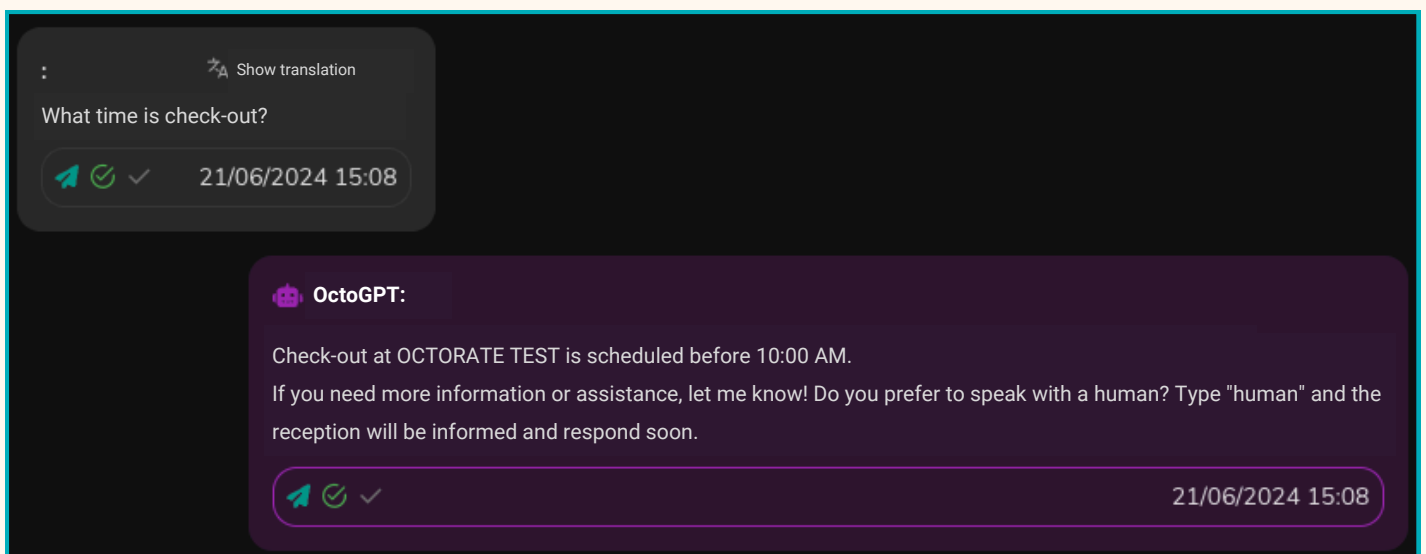 : Show translation
What time is check-out?
21/06/2024 15:08
OctoGPT:
Check-out at OCTORATE TEST is scheduled before 10:00 AM.
If you need more information or assistance, let me know! Do you prefer to speak with a human? Type "human" and the
reception will be informed and respond soon.
21/06/2024 15:08